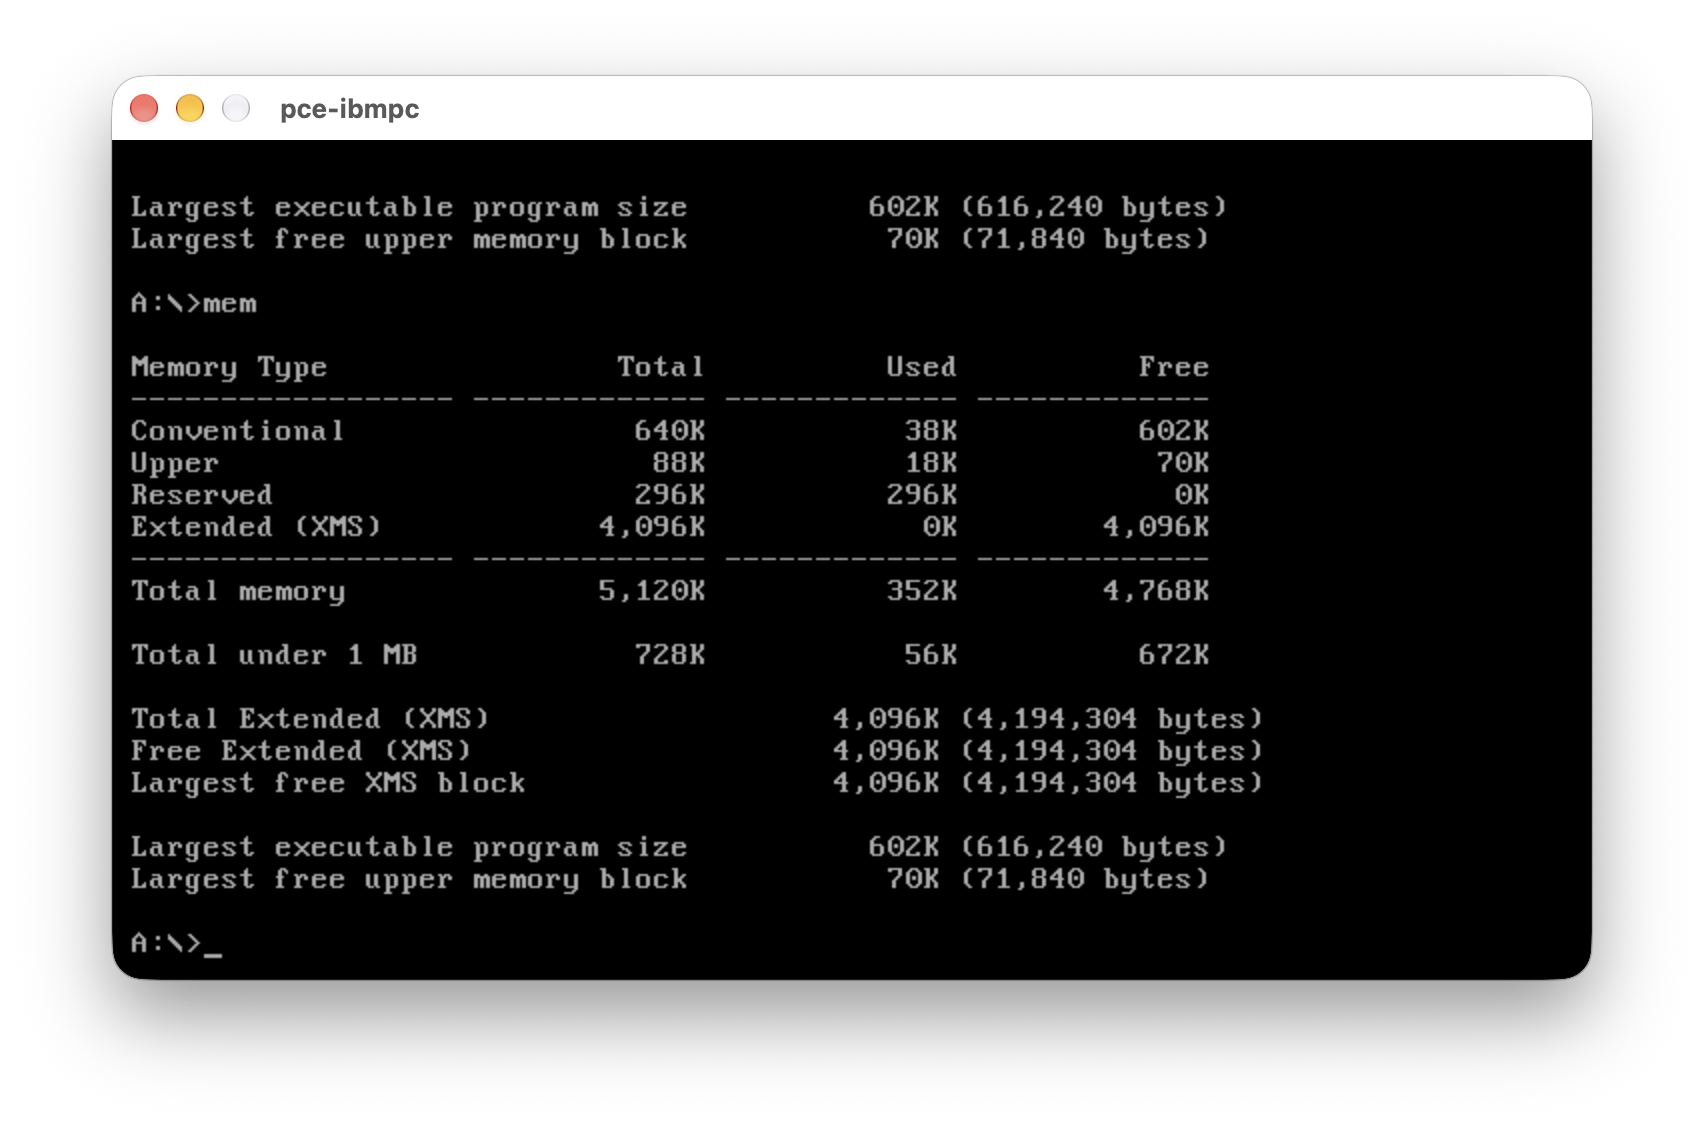 pce-ibmpc
Largest executable program size          602K (616,240 bytes)
Largest free upper memory block           70K (71,840 bytes)
A:\>mem
Memory Type                Total          Used          Free
------------------ ------------- ------------- -------------
Conventional                640K           38K          602K
Upper                        88K           18K           70K
Reserved                    296K          296K            0K
Extended (XMS)            4,096K            0K        4,096K
------------------ ------------- ------------- -------------
Total memory              5,120K          352K        4,768K
Total under 1 MB            728K           56K          672K
Total Extended (XMS)                   4,096K (4,194,304 bytes)
Free Extended (XMS)                    4,096K (4,194,304 bytes)
Largest free XMS block                 4,096K (4,194,304 bytes)
Largest executable program size          602K (616,240 bytes)
Largest free upper memory block           70K (71,840 bytes)
A:\>_